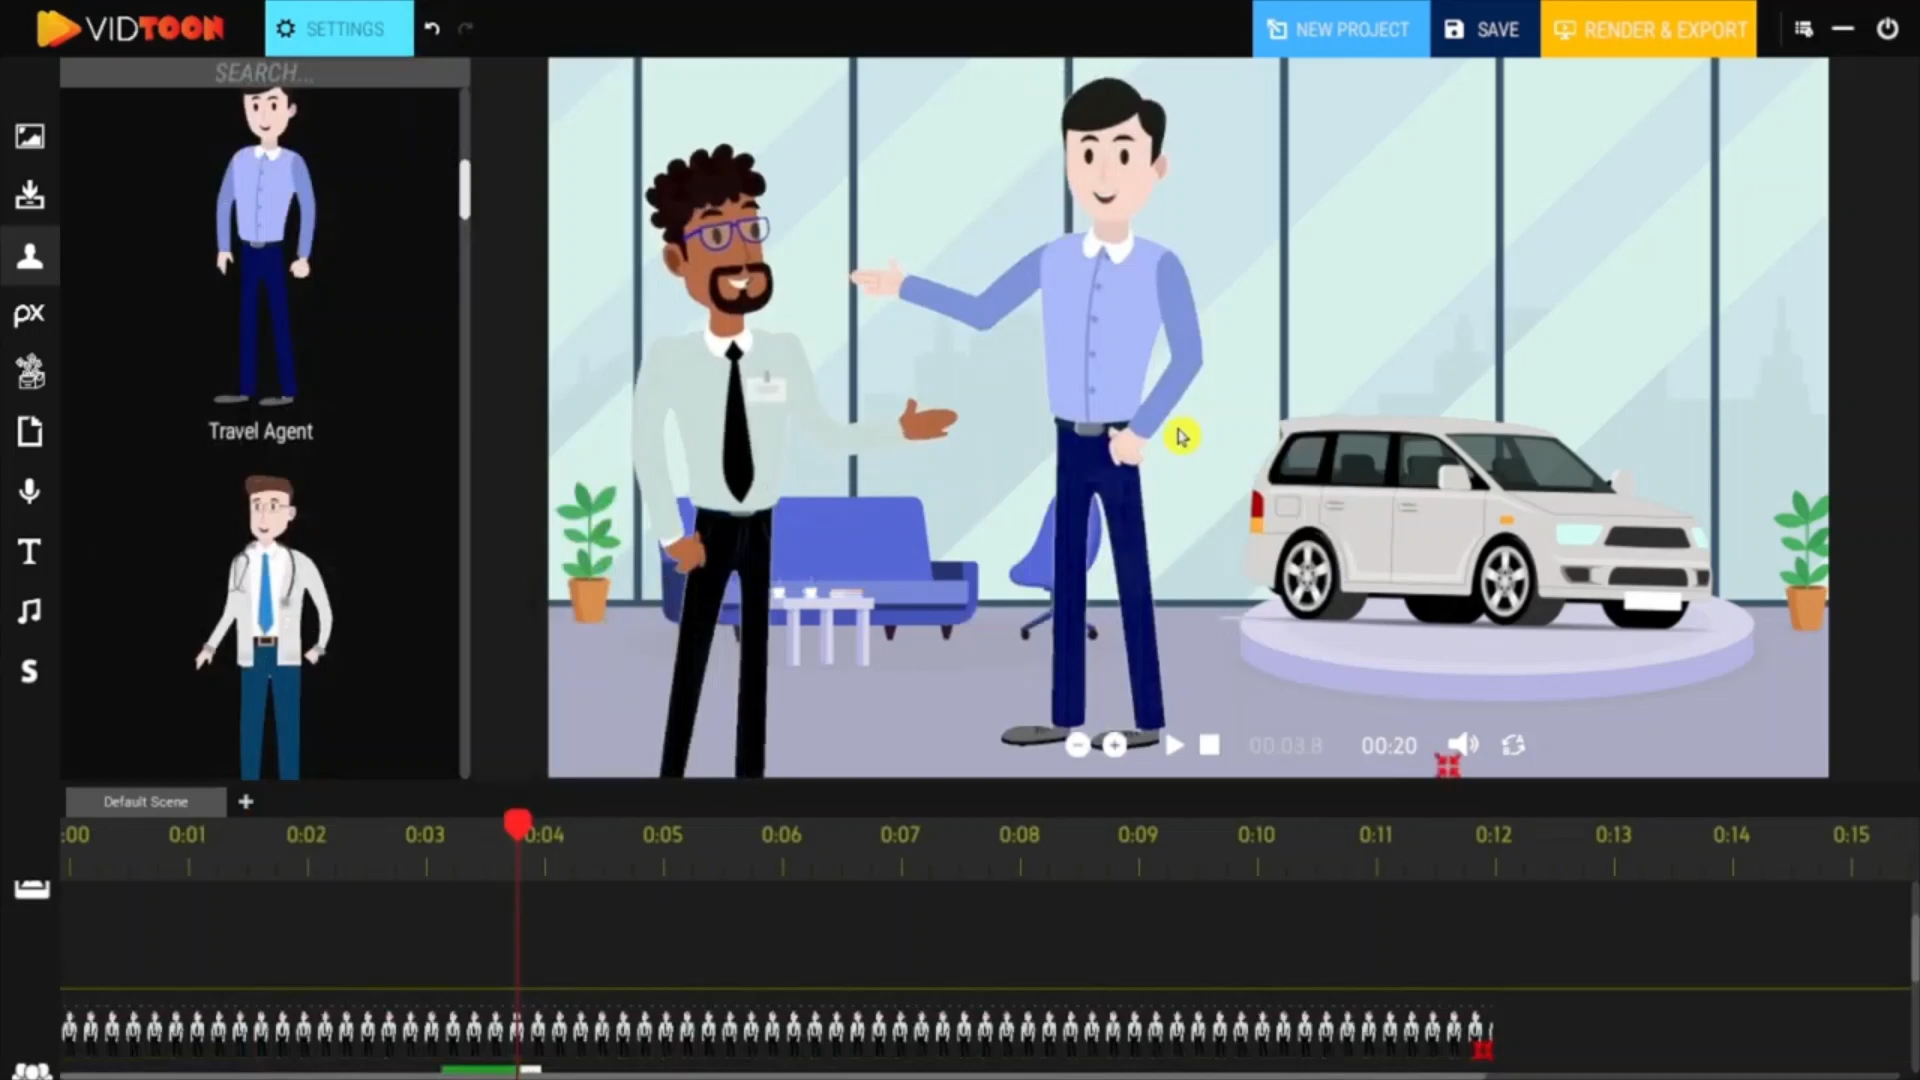 VIDTOON
SETTINGS
NEW PROJECT
SAVE
RENDER & EXPORT
SEARCH...
px
T
S
Travel Agent
00:03.8
00:20
Default Scene
+
:00 0:01 0:02 0:03 0:04 0:05 0:06 0:07 0:08 0:09 0:10 0:11 0:12 0:13 0:14 0:15